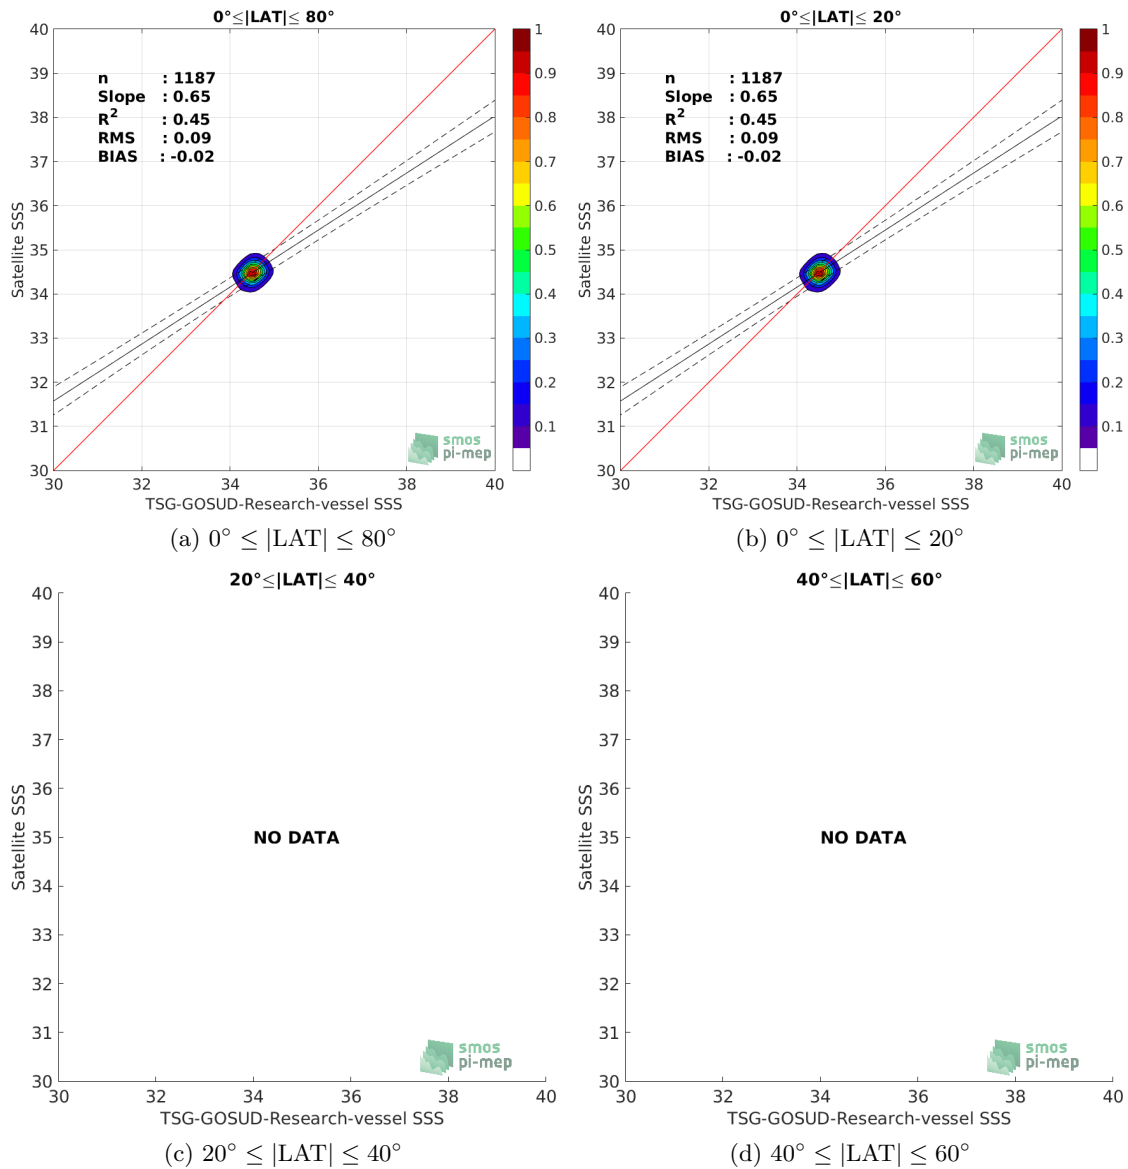 0°≤|LAT|≤ 80°
40
39
38
37
36
35
34
33
32
31
30
Satellite SSS
n : 1187
Slope : 0.65
R2 : 0.45
RMS : 0.09
BIAS : -0.02
1
0.9
0.8
0.7
0.6
0.5
0.4
0.3
0.2
0.1
smos
pi-mep
30 32 34 36 38 40
TSG-GOSUD-Research-vessel SSS
(a) 0° ≤ |LAT| ≤ 80°
0°≤|LAT|≤ 20°
40
39
38
37
36
35
34
33
32
31
30
Satellite SSS
n : 1187
Slope : 0.65
R2 : 0.45
RMS : 0.09
BIAS : -0.02
1
0.9
0.8
0.7
0.6
0.5
0.4
0.3
0.2
0.1
smos
pi-mep
30 32 34 36 38 40
TSG-GOSUD-Research-vessel SSS
(b) 0° ≤ |LAT| ≤ 20°
20°≤|LAT|≤ 40°
40
39
38
37
36
35
34
33
32
31
30
Satellite SSS
NO DATA
smos
pi-mep
30 32 34 36 38 40
TSG-GOSUD-Research-vessel SSS
(c) 20° ≤ |LAT| ≤ 40°
40°≤|LAT|≤ 60°
40
39
38
37
36
35
34
33
32
31
30
Satellite SSS
NO DATA
smos
pi-mep
30 32 34 36 38 40
TSG-GOSUD-Research-vessel SSS
(d) 40° ≤ |LAT| ≤ 60°